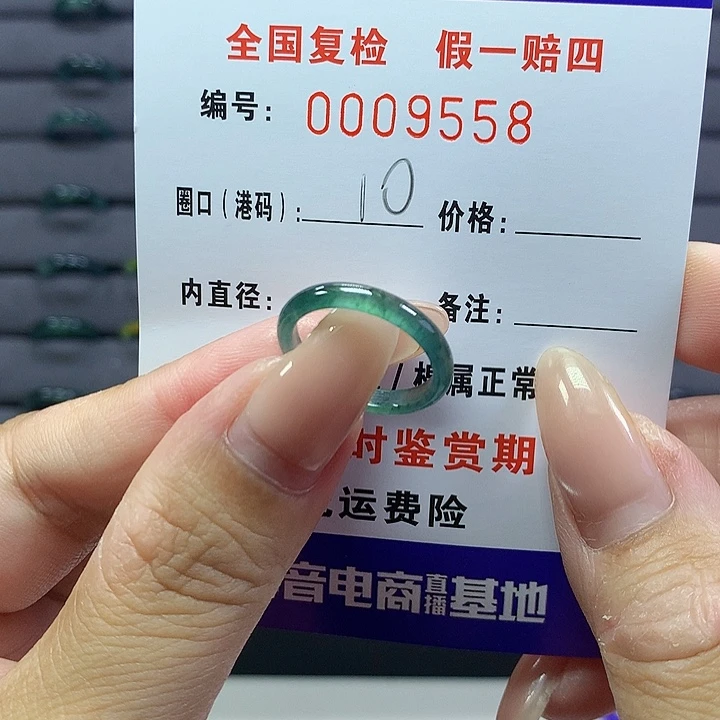 全国复检 假一赔四
编号: 0009558
圈口(港码): 10 价格:
内直径: 备注:
/棉属正常
时鉴赏期
运费险
音电商直播基地